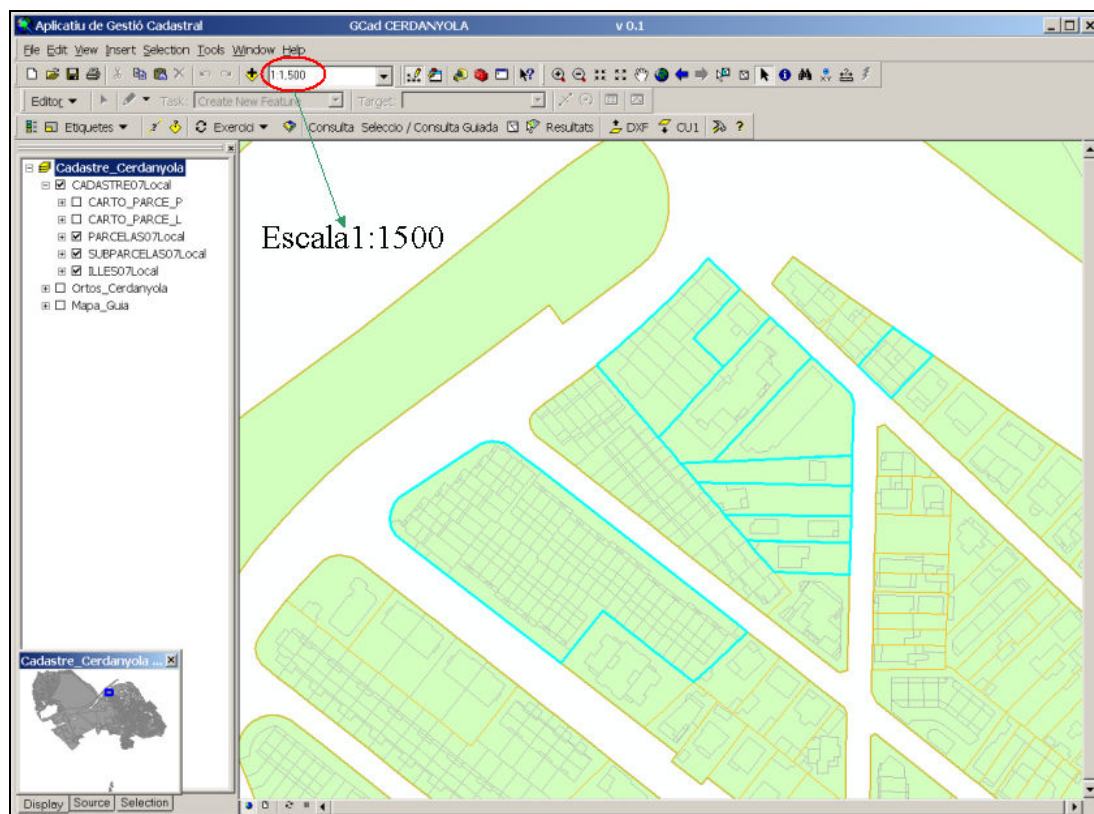 Aplicatiu de Gestió Cadastral GCad CERDANYOLA v 0.1
File Edit View Insert Selection Tools Window Help
1:1,500
Editor Task: Create New Feature Target:
Etiquetes Exercici Consulta Seleccio / Consulta Guiada Resultats DXF CU1
Cadastre_Cerdanyola
CADASTRE07Local
CARTO_PARCE_P
CARTO_PARCE_L
PARCELAS07Local
SUBPARCELAS07Local
ILLES07Local
Ortos_Cerdanyola
Mapa_Guia
Escala1:1500
Cadastre_Cerdanyola ...
Display Source Selection